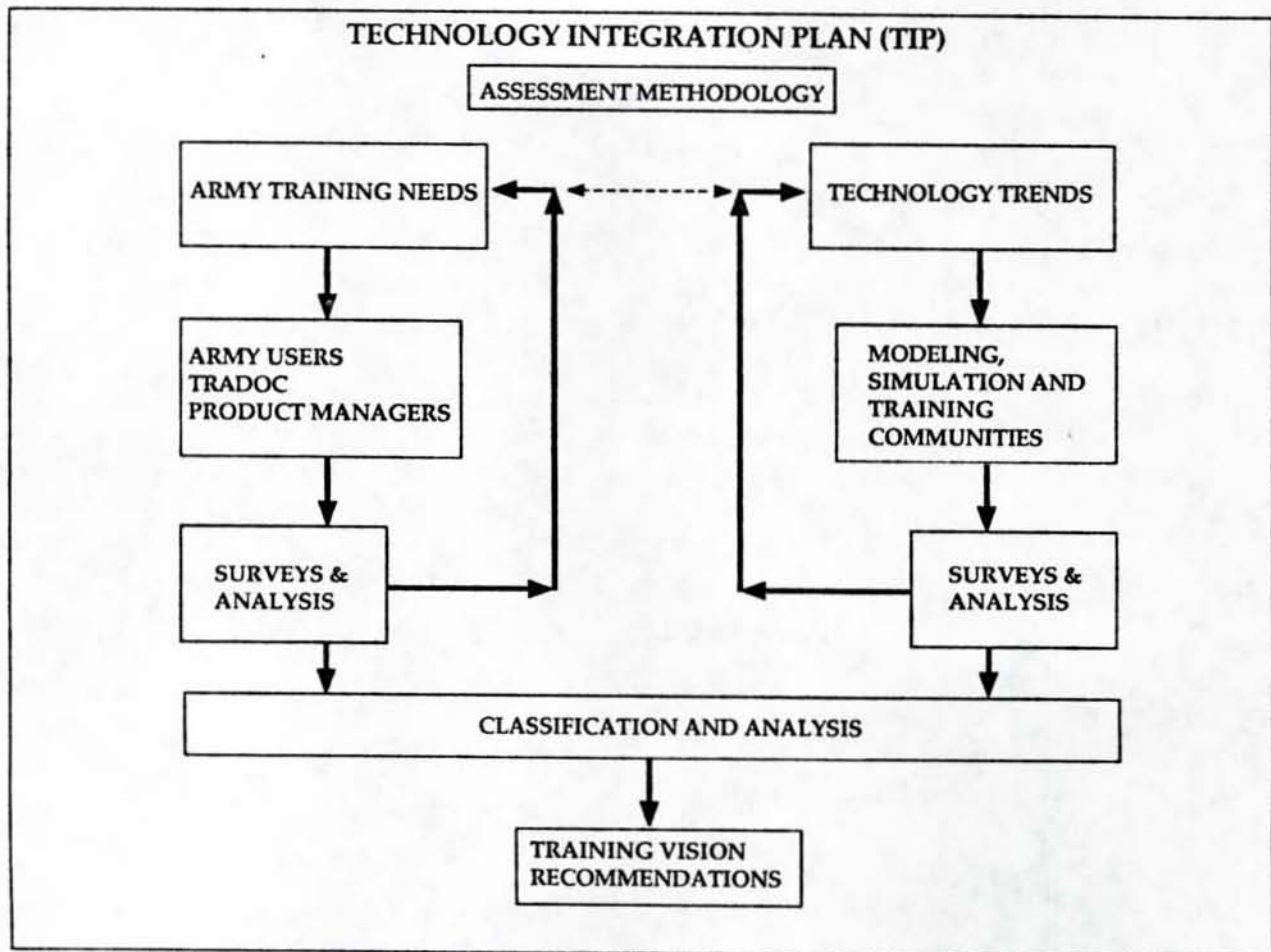 TECHNOLOGY INTEGRATION PLAN (TIP)
ASSESSMENT METHODOLOGY
ARMY TRAINING NEEDS
TECHNOLOGY TRENDS
ARMY USERS
TRADOC
PRODUCT MANAGERS
MODELING,
SIMULATION AND
TRAINING
COMMUNITIES
SURVEYS &
ANALYSIS
SURVEYS &
ANALYSIS
CLASSIFICATION AND ANALYSIS
TRAINING VISION
RECOMMENDATIONS